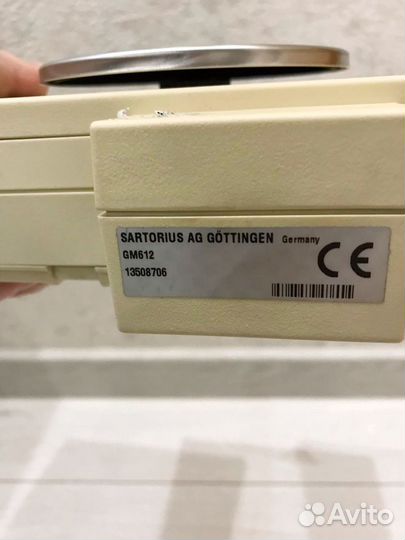 SARTORIUS AG GÖTTINGEN Germany
GM612
13508706
CE
Avito